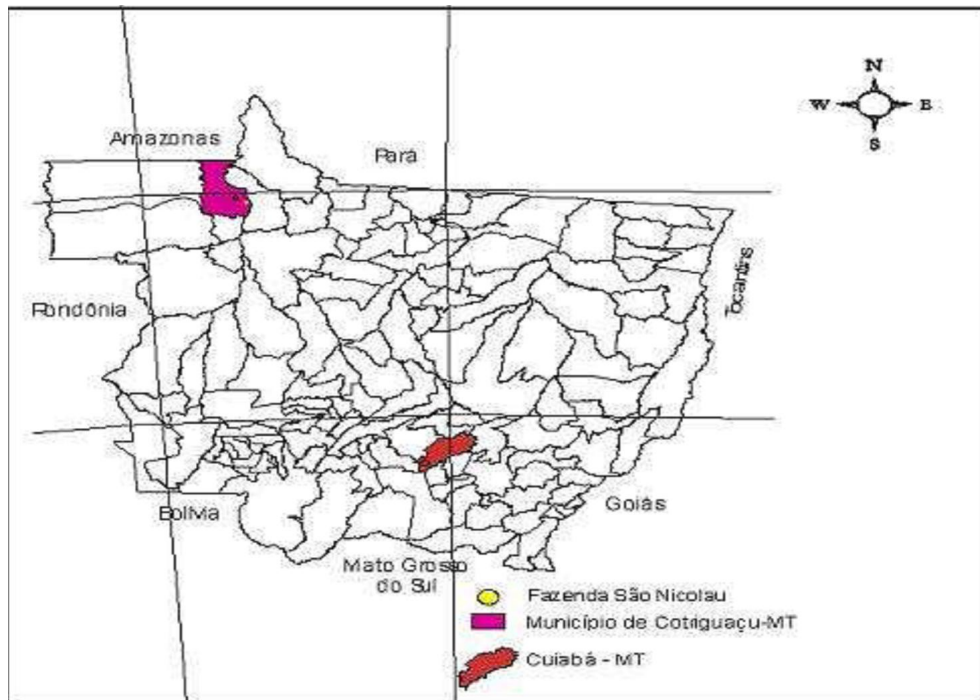 N
W E
S
Amazonas
Pará
Tocantins
Rondônia
Bolívia
Goiás
Mato Grosso
do Sul
Fazenda São Nicolau
Município de Cotriguaçu-MT
Cuiabá - MT